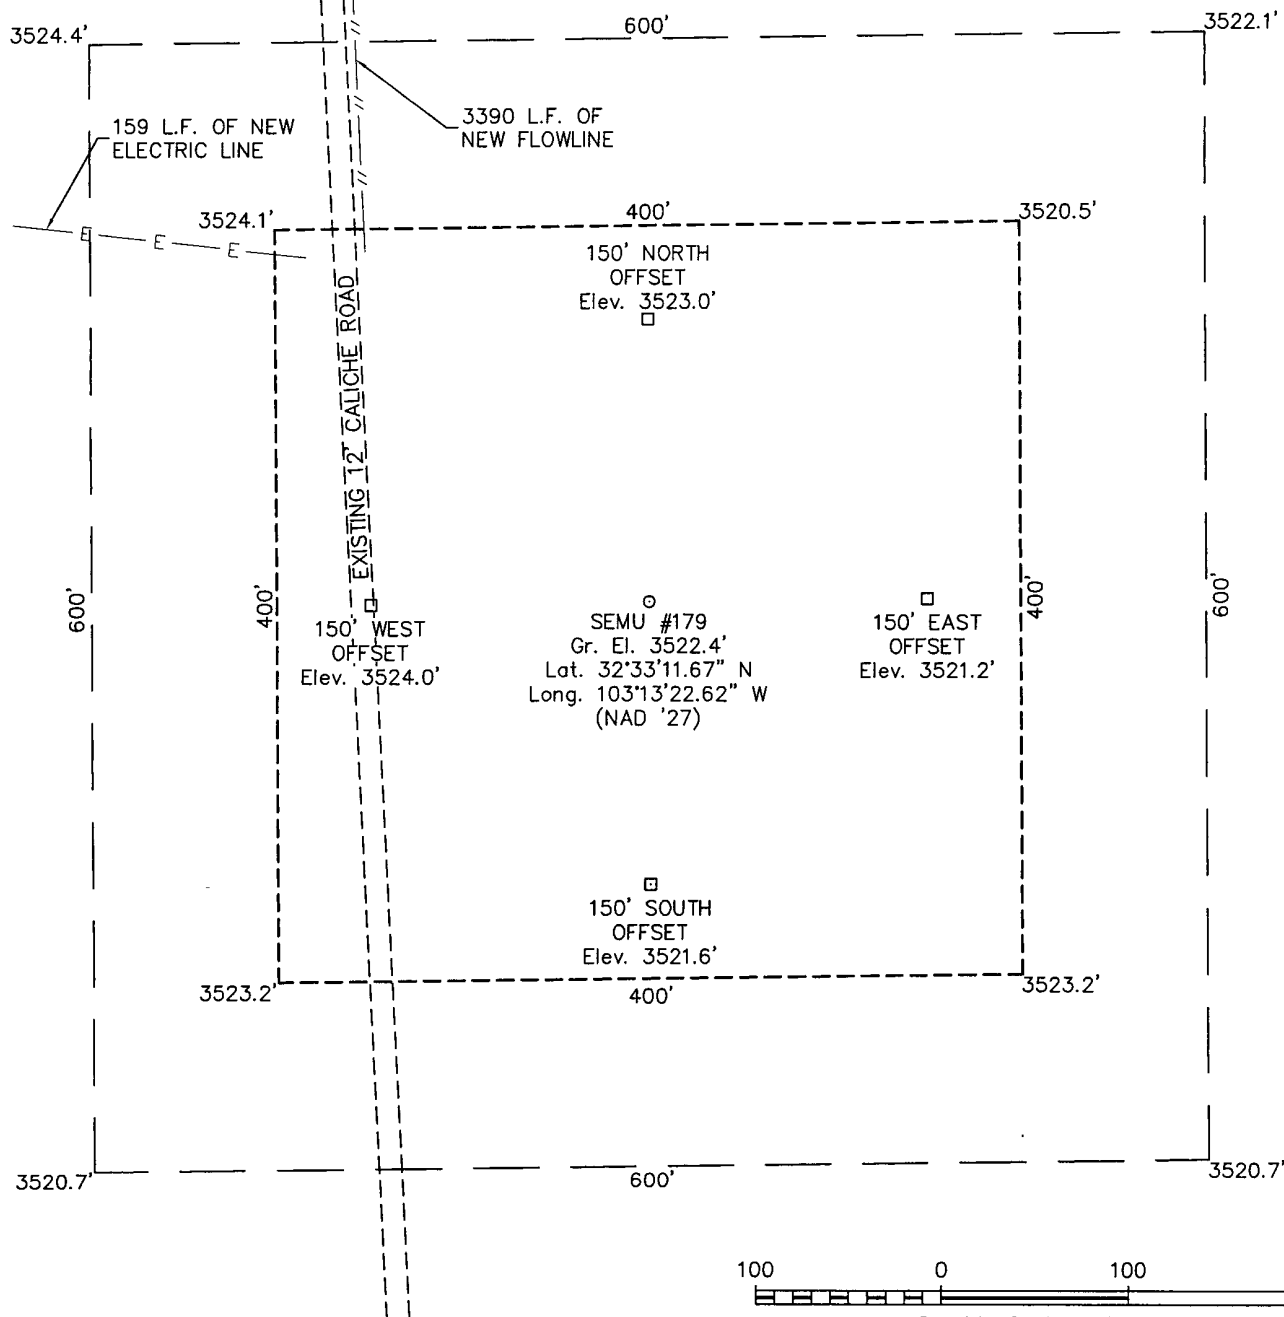 3524.4'
600'
3522.1'
159 L.F. OF NEW
ELECTRIC LINE
3390 L.F. OF
NEW FLOWLINE
3524.1'
400'
3520.5'
E E E
150' NORTH
OFFSET
Elev. 3523.0'
EXISTING 12' CALICHE ROAD
600'
400'
150' WEST
OFFSET
Elev. 3524.0'
SEMU #179
Gr. El. 3522.4'
Lat. 32°33'11.67" N
Long. 103°13'22.62" W
(NAD '27)
150' EAST
OFFSET
Elev. 3521.2'
400'
600'
150' SOUTH
OFFSET
Elev. 3521.6'
3523.2'
400'
3523.2'
3520.7'
600'
3520.7'
100 0 100